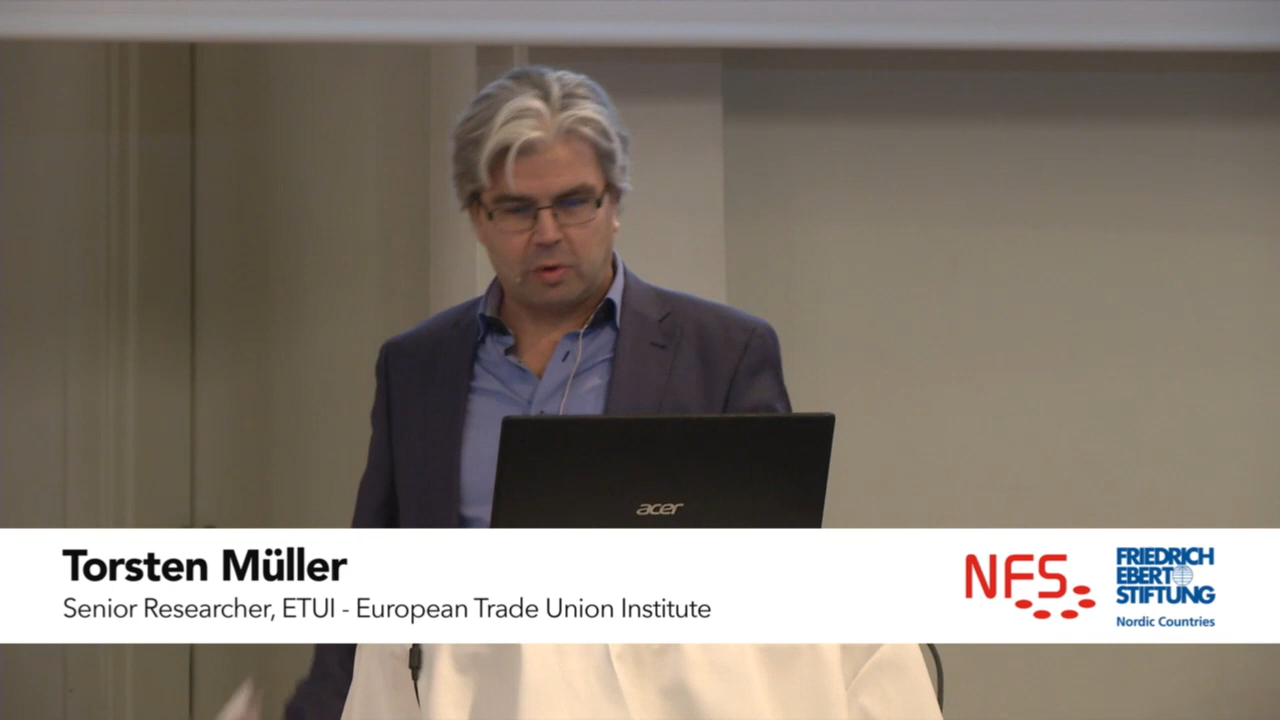 acer
Torsten Müller
Senior Researcher, ETUI - European Trade Union Institute
NFS
FRIEDRICH
EBERT
STIFTUNG
Nordic Countries